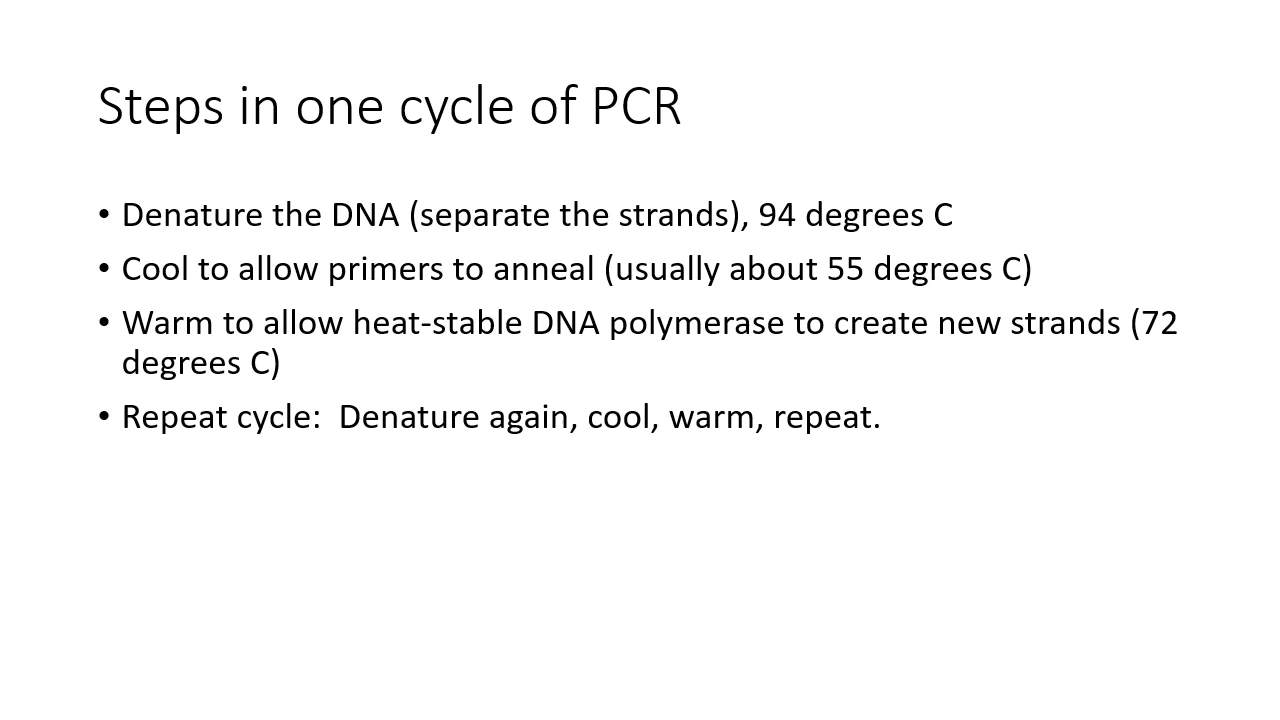 Steps in one cycle of PCR
• Denature the DNA (separate the strands), 94 degrees C
• Cool to allow primers to anneal (usually about 55 degrees C)
• Warm to allow heat-stable DNA polymerase to create new strands (72
degrees C)
• Repeat cycle:  Denature again, cool, warm, repeat.